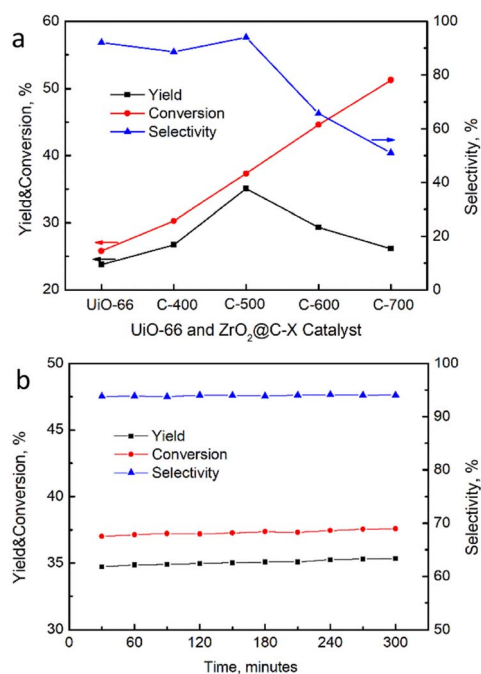 a
60
50
40
30
20
Yield&Conversion, %
Yield
Conversion
Selectivity
100
80
60
40
20
0
Selectivity, %
UiO-66
C-400
C-500
C-600
C-700
UiO-66 and ZrO₂@C-X Catalyst
b
50
45
40
35
30
Yield&Conversion, %
Yield
Conversion
Selectivity
100
90
80
70
60
50
Selectivity, %
0
60
120
180
240
300
Time, minutes